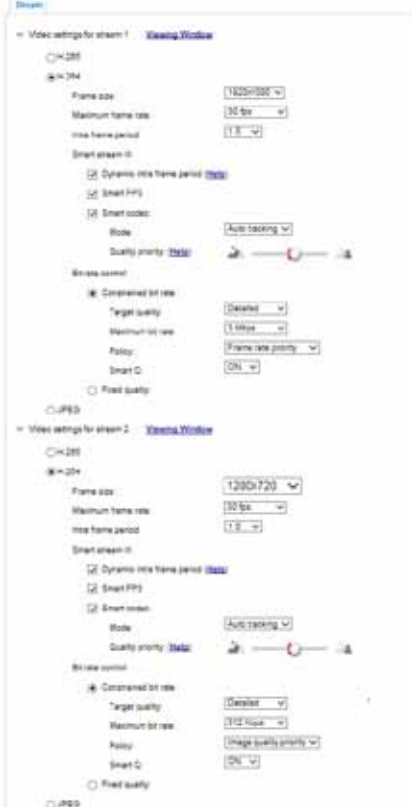 Stream
Video settings for stream 1 Viewing Window
H.265
H.264
Frame size 1920x1080
Maximum frame rate 30 fps
Intra frame period 1 S
Smart stream III
Dynamic intra frame period (Help)
Smart FPS
Smart codec
Mode Auto tracking
Quality priority: (Help)
Bit rate control
Constrained bit rate
Target quality: Detailed
Maximum bit rate: Mbps
Policy: Frame rate priority
Smart Q: ON
Fixed quality:
JPEG
Video settings for stream 2 Viewing Window
H.265
H.264
Frame size 1280x720
Maximum frame rate 30 fps
Intra frame period 1 S
Smart stream III
Dynamic intra frame period (Help)
Smart FPS
Smart codec
Mode Auto tracking
Quality priority: (Help)
Bit rate control
Constrained bit rate
Target quality: Detailed
Maximum bit rate: 512 Kbps
Policy: Image quality priority
Smart Q: ON
Fixed quality:
JPEG